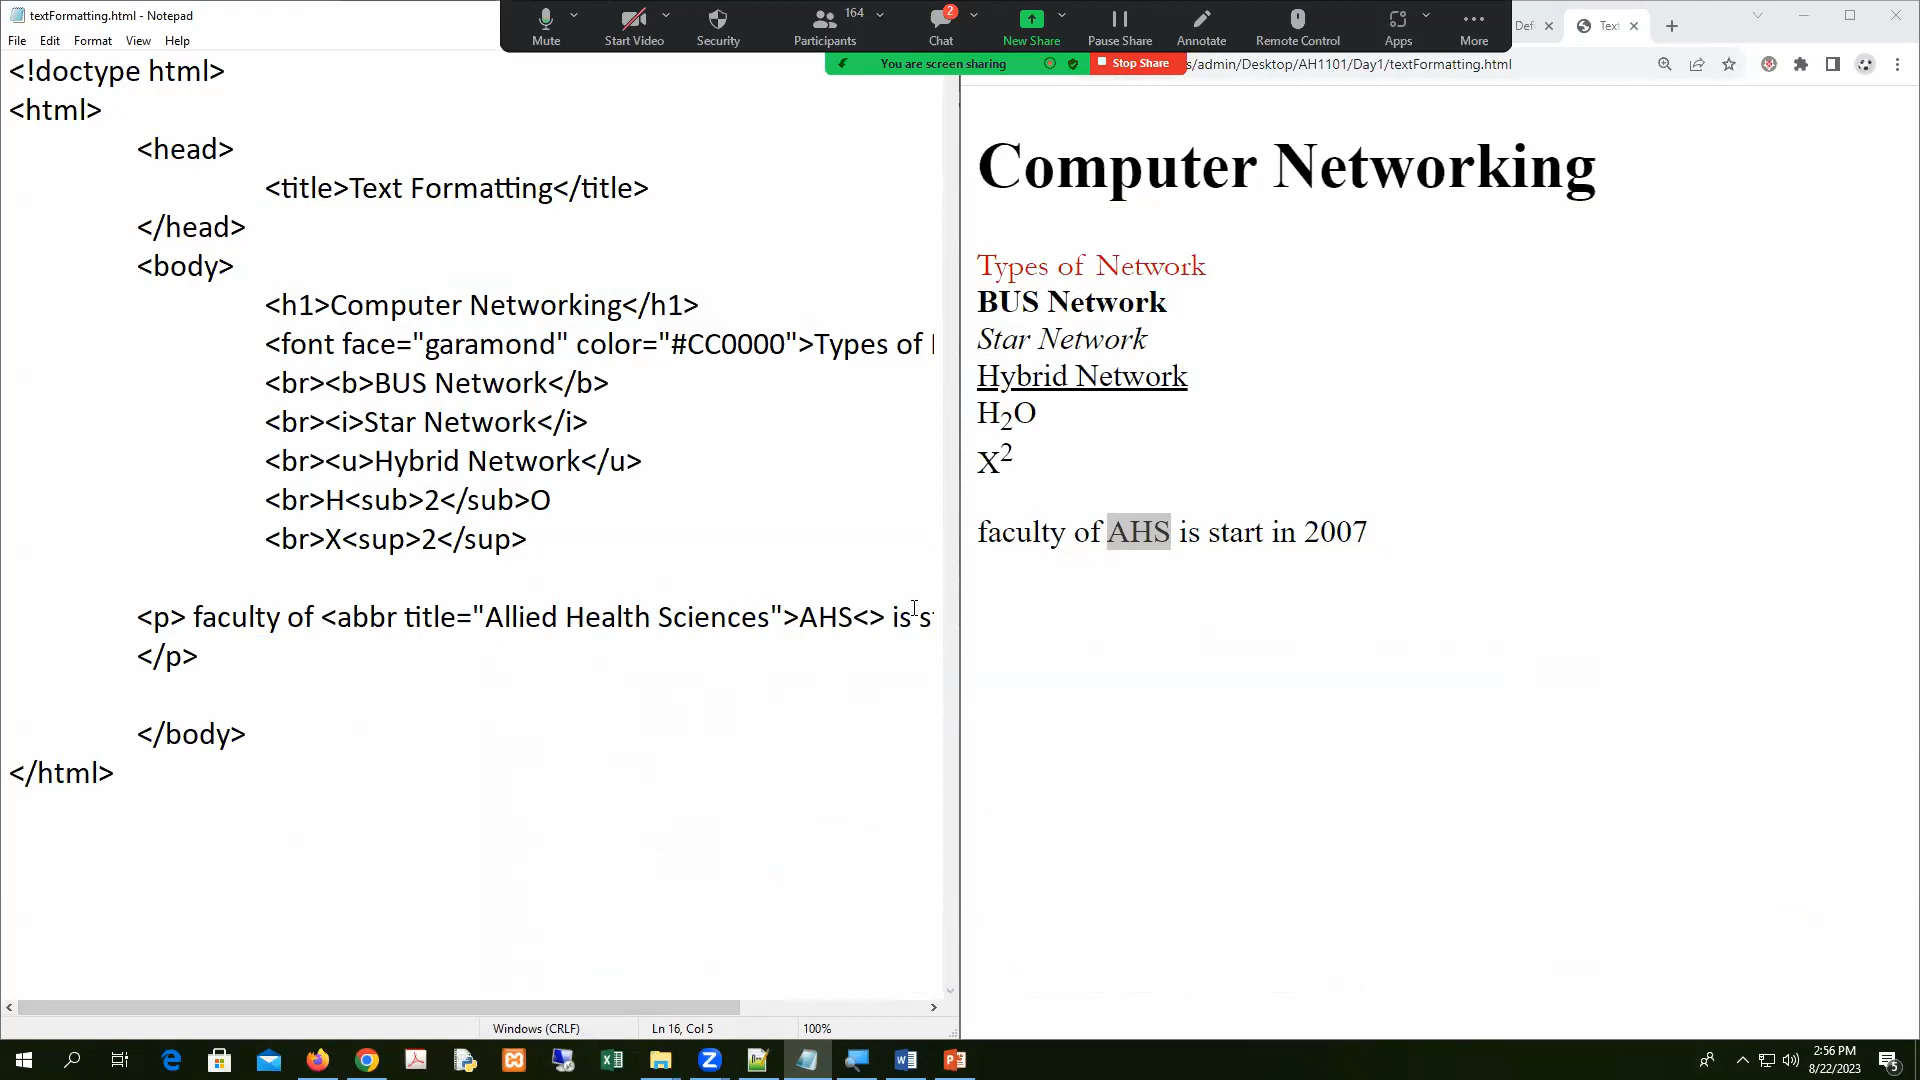 textFormatting.html - Notepad
File Edit Format View Help
<!doctype html>
<html>
<head>
<title>Text Formatting</title>
</head>
<body>
<h1>Computer Networking</h1>
<font face="garamond" color="#CC0000">Types of
<br><b>BUS Network</b>
<br><i>Star Network</i>
<br><u>Hybrid Network</u>
<br>H<sub>2</sub>O
<br>X<sup>2</sup>
<p> faculty of <abbr title="Allied Health Sciences">AHS<> is
</p>
</body>
</html>
Windows (CRLF) Ln 16, Col 5 100%
Mute Start Video Security 164 Participants 2 Chat New Share Pause Share Annotate Remote Control Apps More
You are screen sharing Stop Share
Def Text
s/admin/Desktop/AH1101/Day1/textFormatting.html
Computer Networking
Types of Network
BUS Network
Star Network
Hybrid Network
H2O
X2
faculty of AHS is start in 2007
2:56 PM
8/22/2023
5